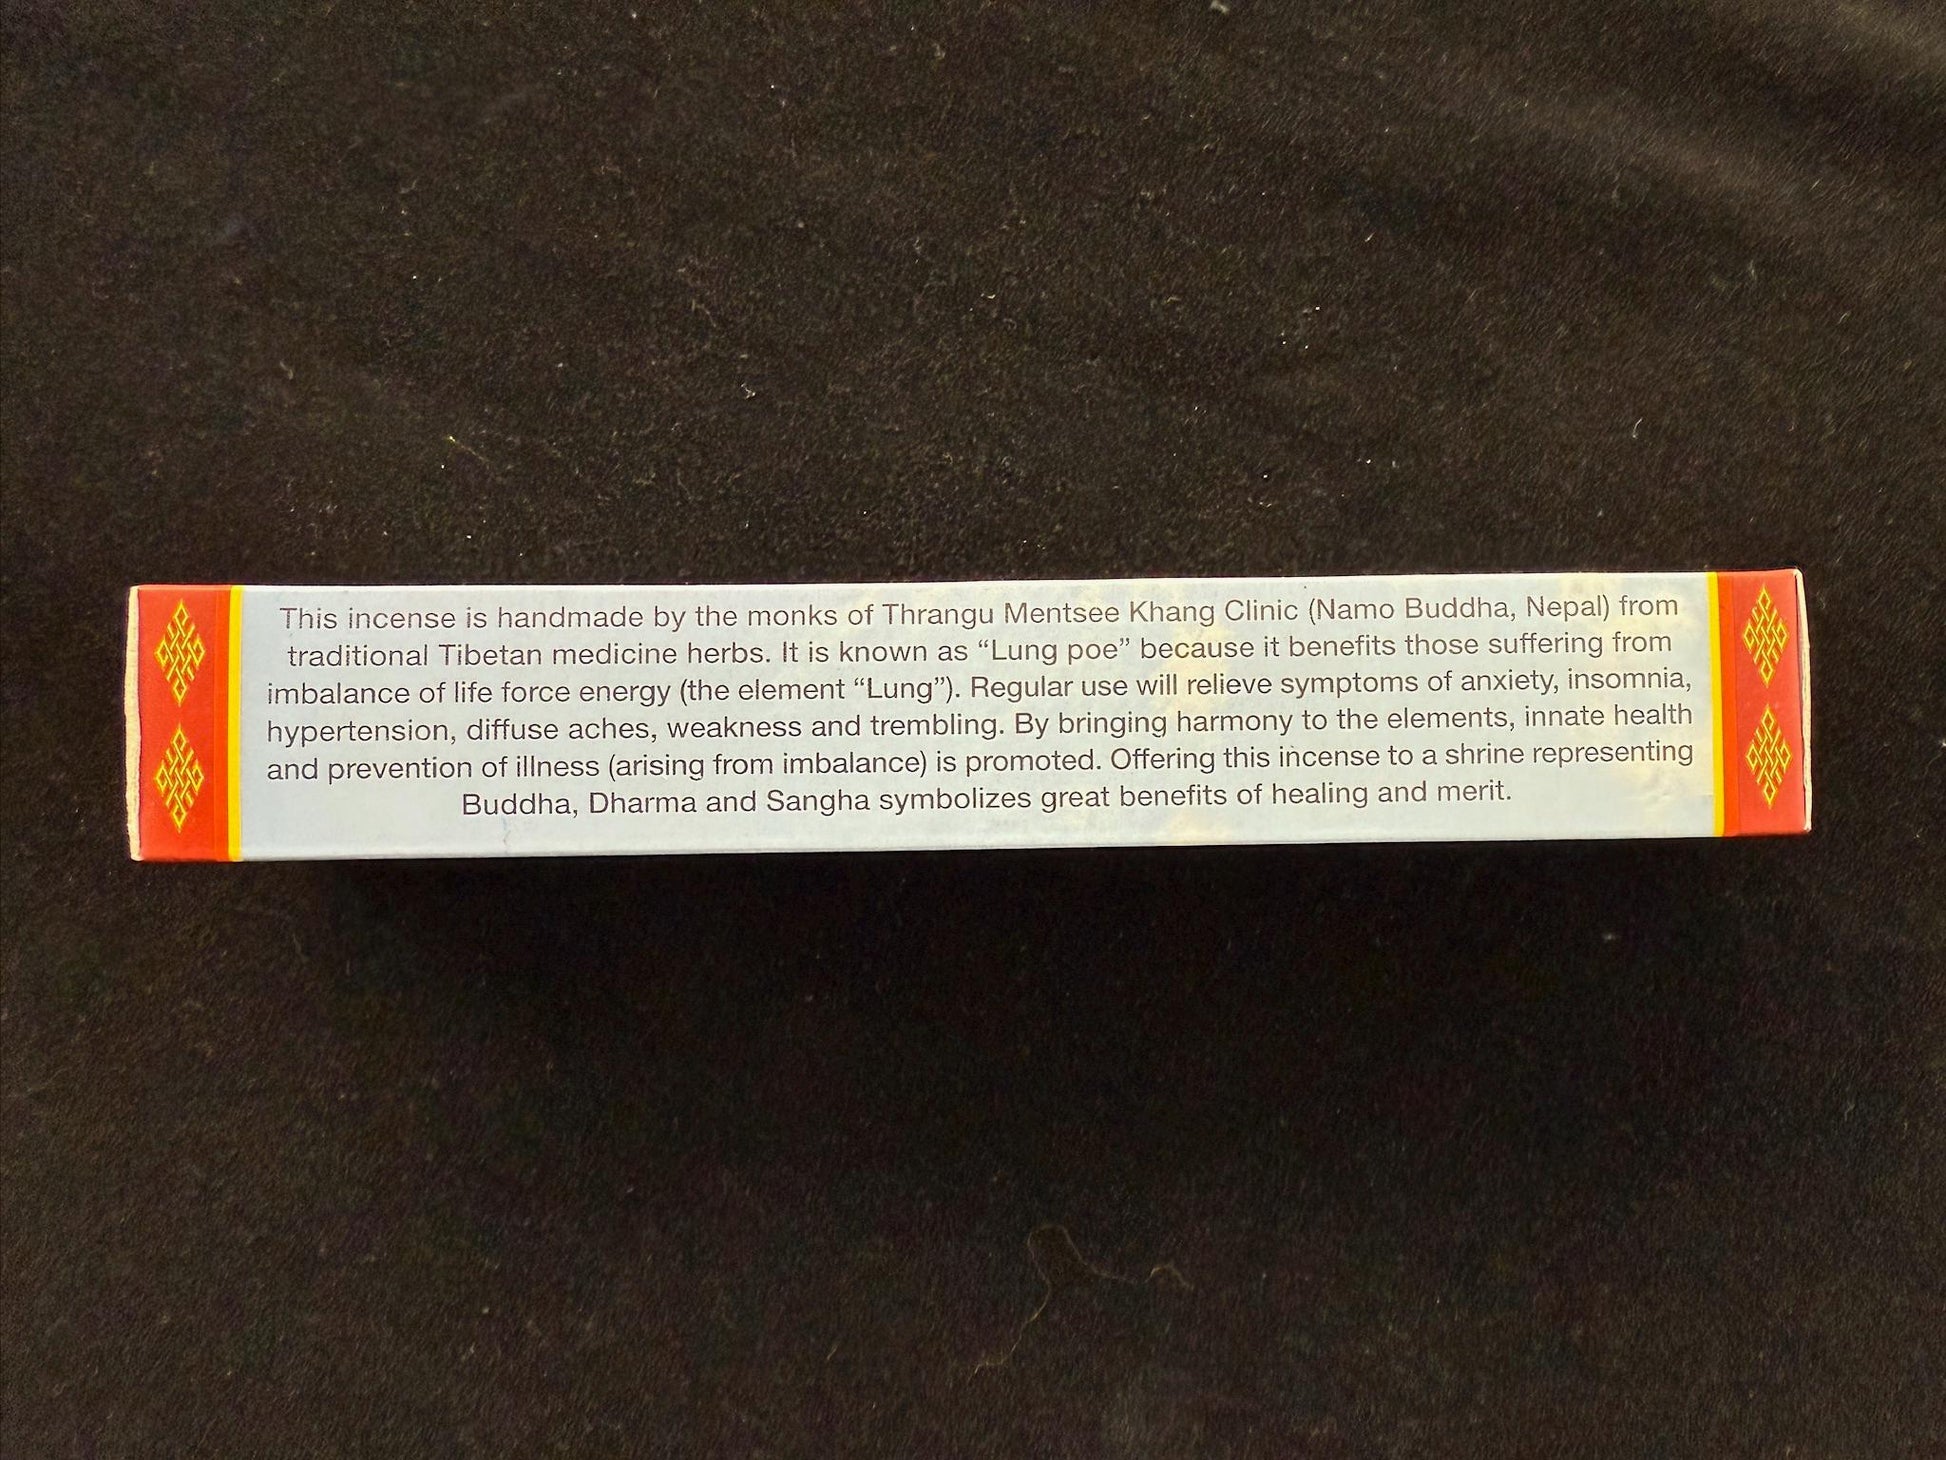 This incense is handmade by the monks of Thrangu Mentsee Khang Clinic (Namo Buddha, Nepal) from
traditional Tibetan medicine herbs. It is known as “Lung poe” because it benefits those suffering from
imbalance of life force energy (the element “Lung”). Regular use will relieve symptoms of anxiety, insomnia,
hypertension, diffuse aches, weakness and trembling. By bringing harmony to the elements, innate health
and prevention of illness (arising from imbalance) is promoted. Offering this incense to a shrine representing
Buddha, Dharma and Sangha symbolizes great benefits of healing and merit.